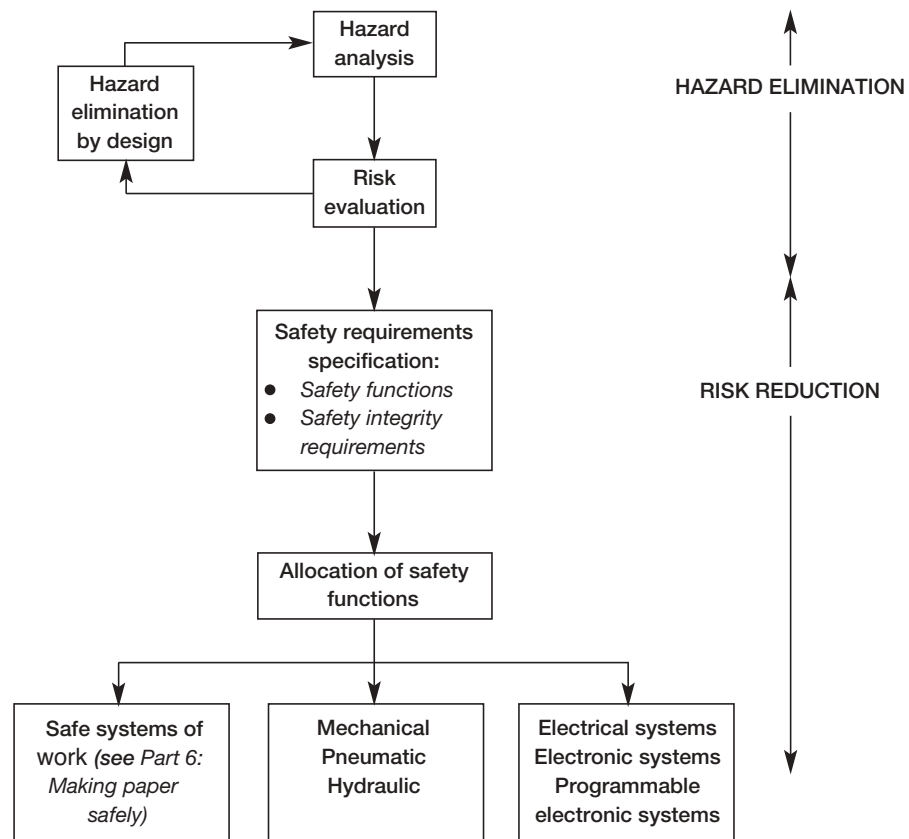 Hazard
analysis
Hazard
elimination
by design
HAZARD ELIMINATION
Risk
evaluation
Safety requirements
specification:
● Safety functions
● Safety integrity
requirements
RISK REDUCTION
Allocation of safety
functions
Safe systems of
work (see Part 6:
Making paper
safely)
Mechanical
Pneumatic
Hydraulic
Electrical systems
Electronic systems
Programmable
electronic systems